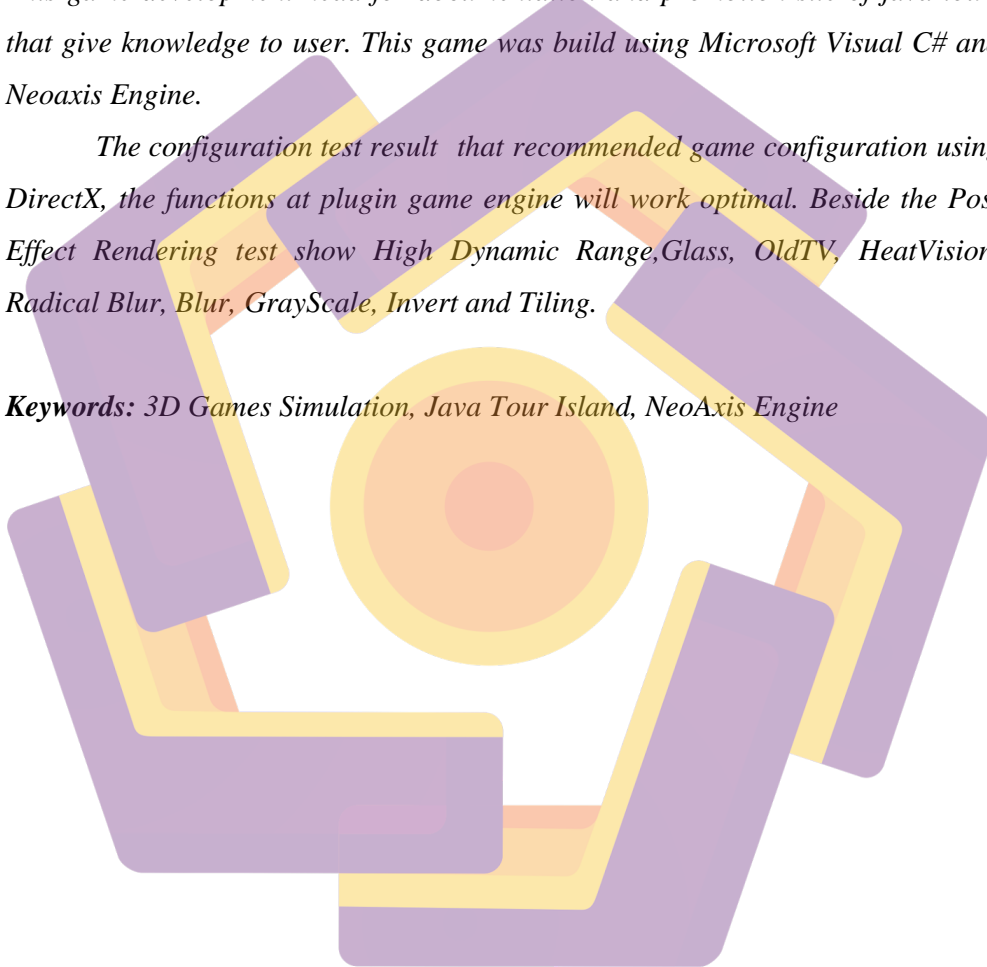 that give knowledge to user. This game was build using Microsoft Visual C# an
Neoaxis Engine.
The configuration test result that recommended game configuration using
DirectX, the functions at plugin game engine will work optimal. Beside the Pos
Effect Rendering test show High Dynamic Range,Glass, OldTV, HeatVision
Radical Blur, Blur, GrayScale, Invert and Tiling.
Keywords: 3D Games Simulation, Java Tour Island, NeoAxis Engine